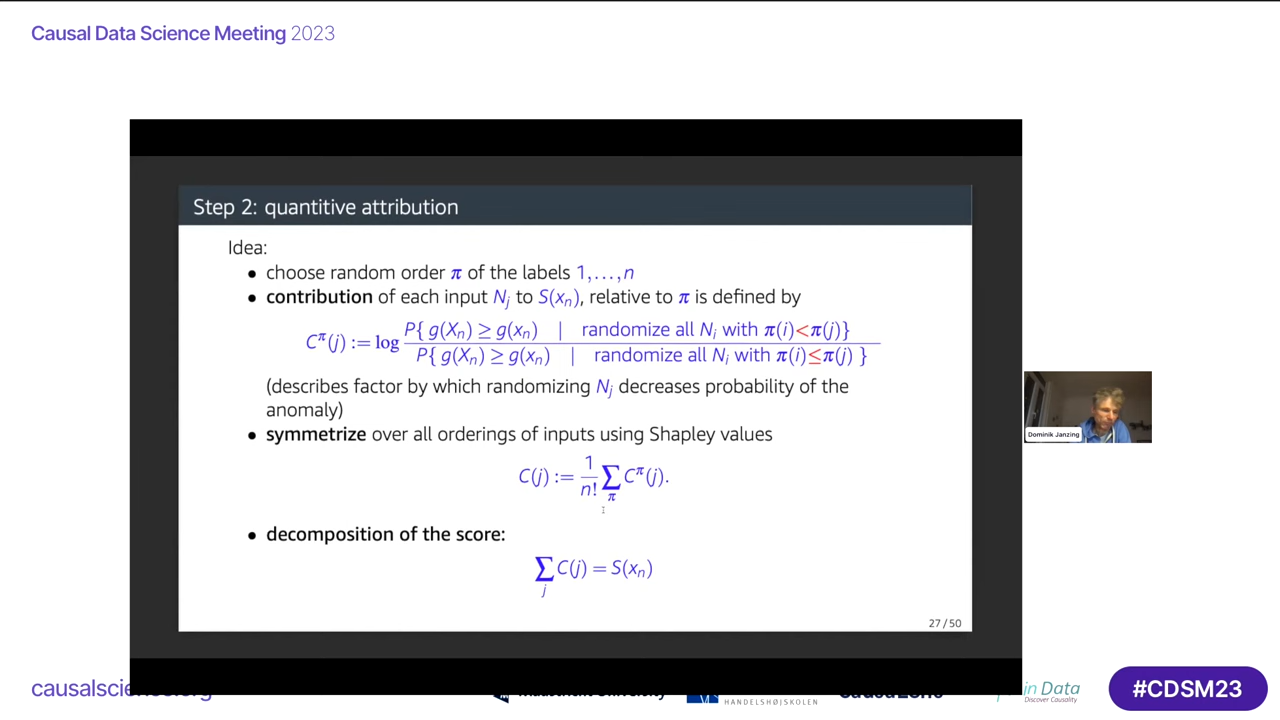 Causal Data Science Meeting 2023
Step 2: quantitive attribution
Idea:
• choose random order π of the labels 1,…,n
• contribution of each input Nj to S(xn), relative to π is defined by
Cπ(j) := log P{ g(Xn) ≥ g(xn) | randomize all Ni with π(i)<π(j)}
P{ g(Xn) ≥ g(xn) | randomize all Ni with π(i)≤π(j) }
(describes factor by which randomizing Nj decreases probability of the
anomaly)
• symmetrize over all orderings of inputs using Shapley values
C(j) := 1/n! ∑π Cπ(j).
• decomposition of the score:
∑j C(j) = S(xn)
27 / 50
Dominik Janzing
HANDELSHØJSKOLEN
in Data
Discover Causality
#CDSM23